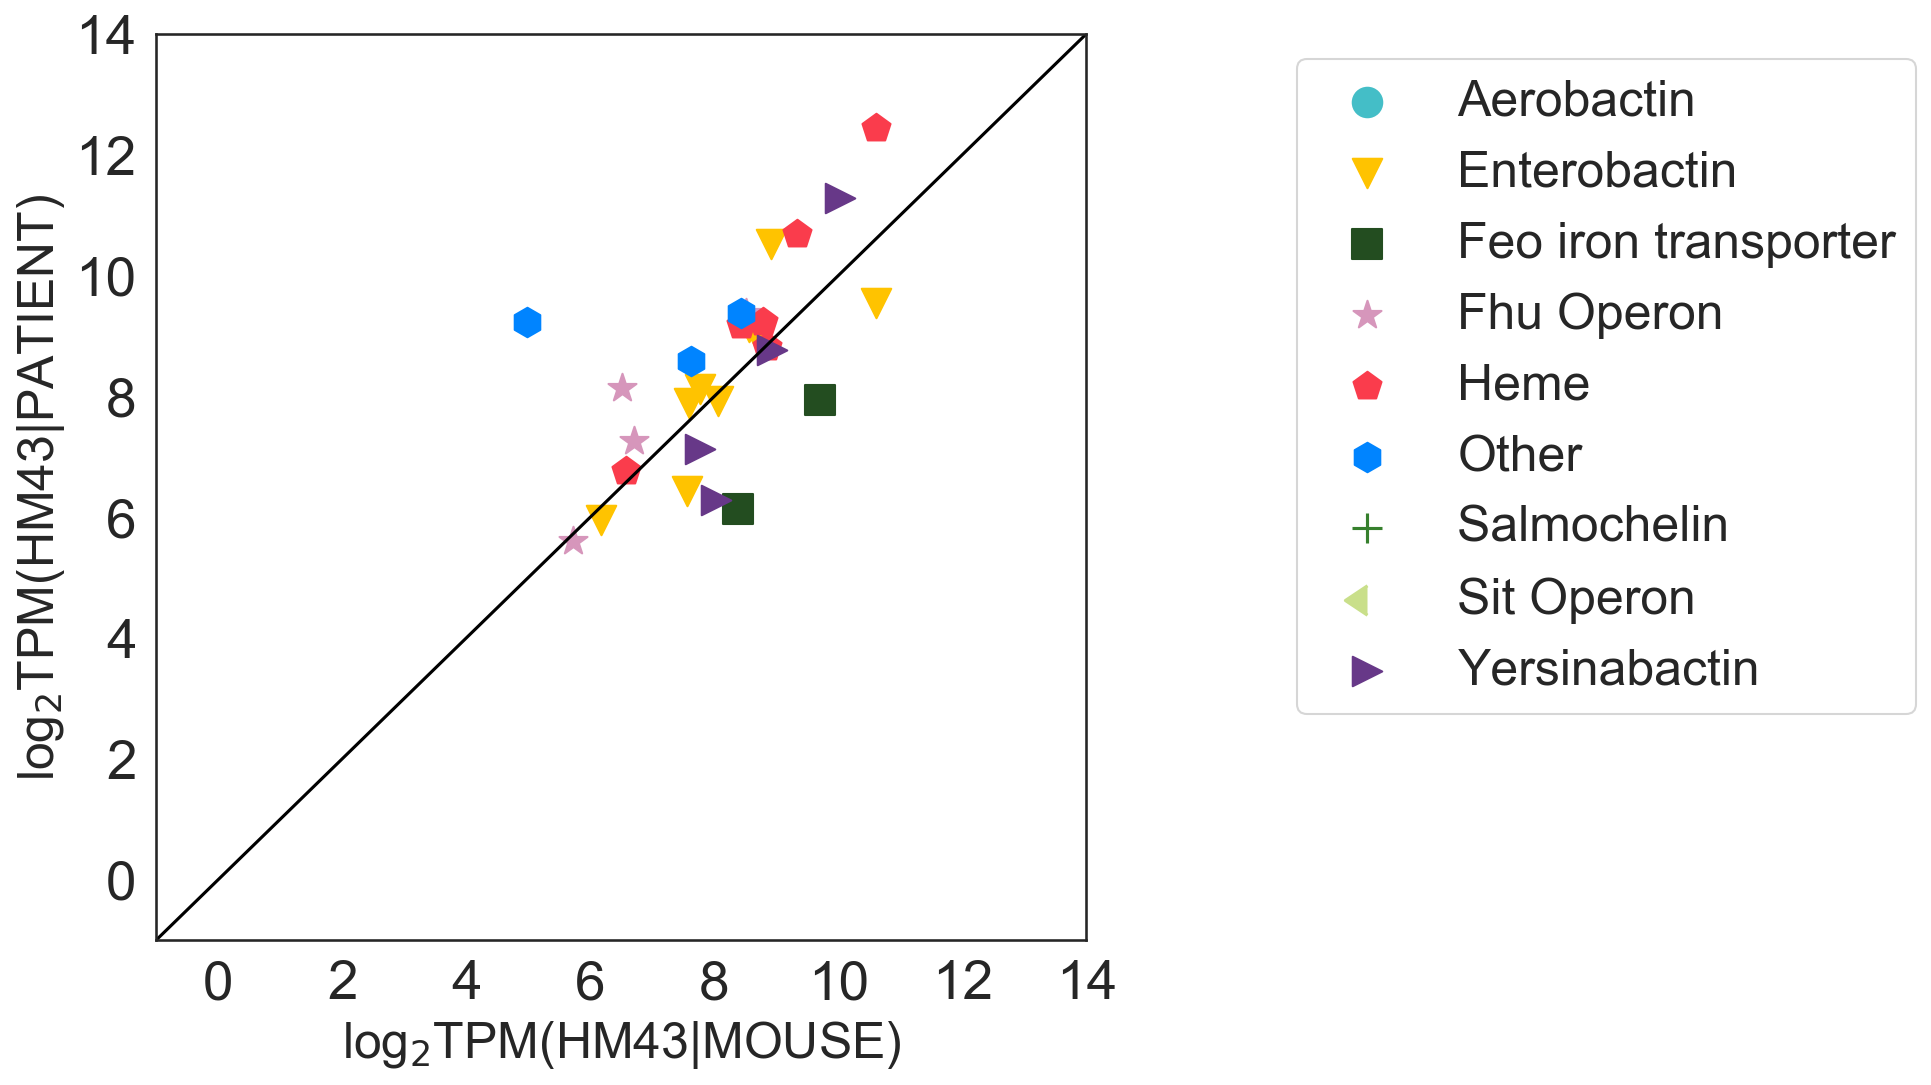 14
12
10
8
6
4
2
0
0 2 4 6 8 10 12 14
log₂TPM(HM43|PATIENT)
log₂TPM(HM43|MOUSE)
Aerobactin
Enterobactin
Feo iron transporter
Fhu Operon
Heme
Other
Salmochelin
Sit Operon
Yersinabactin